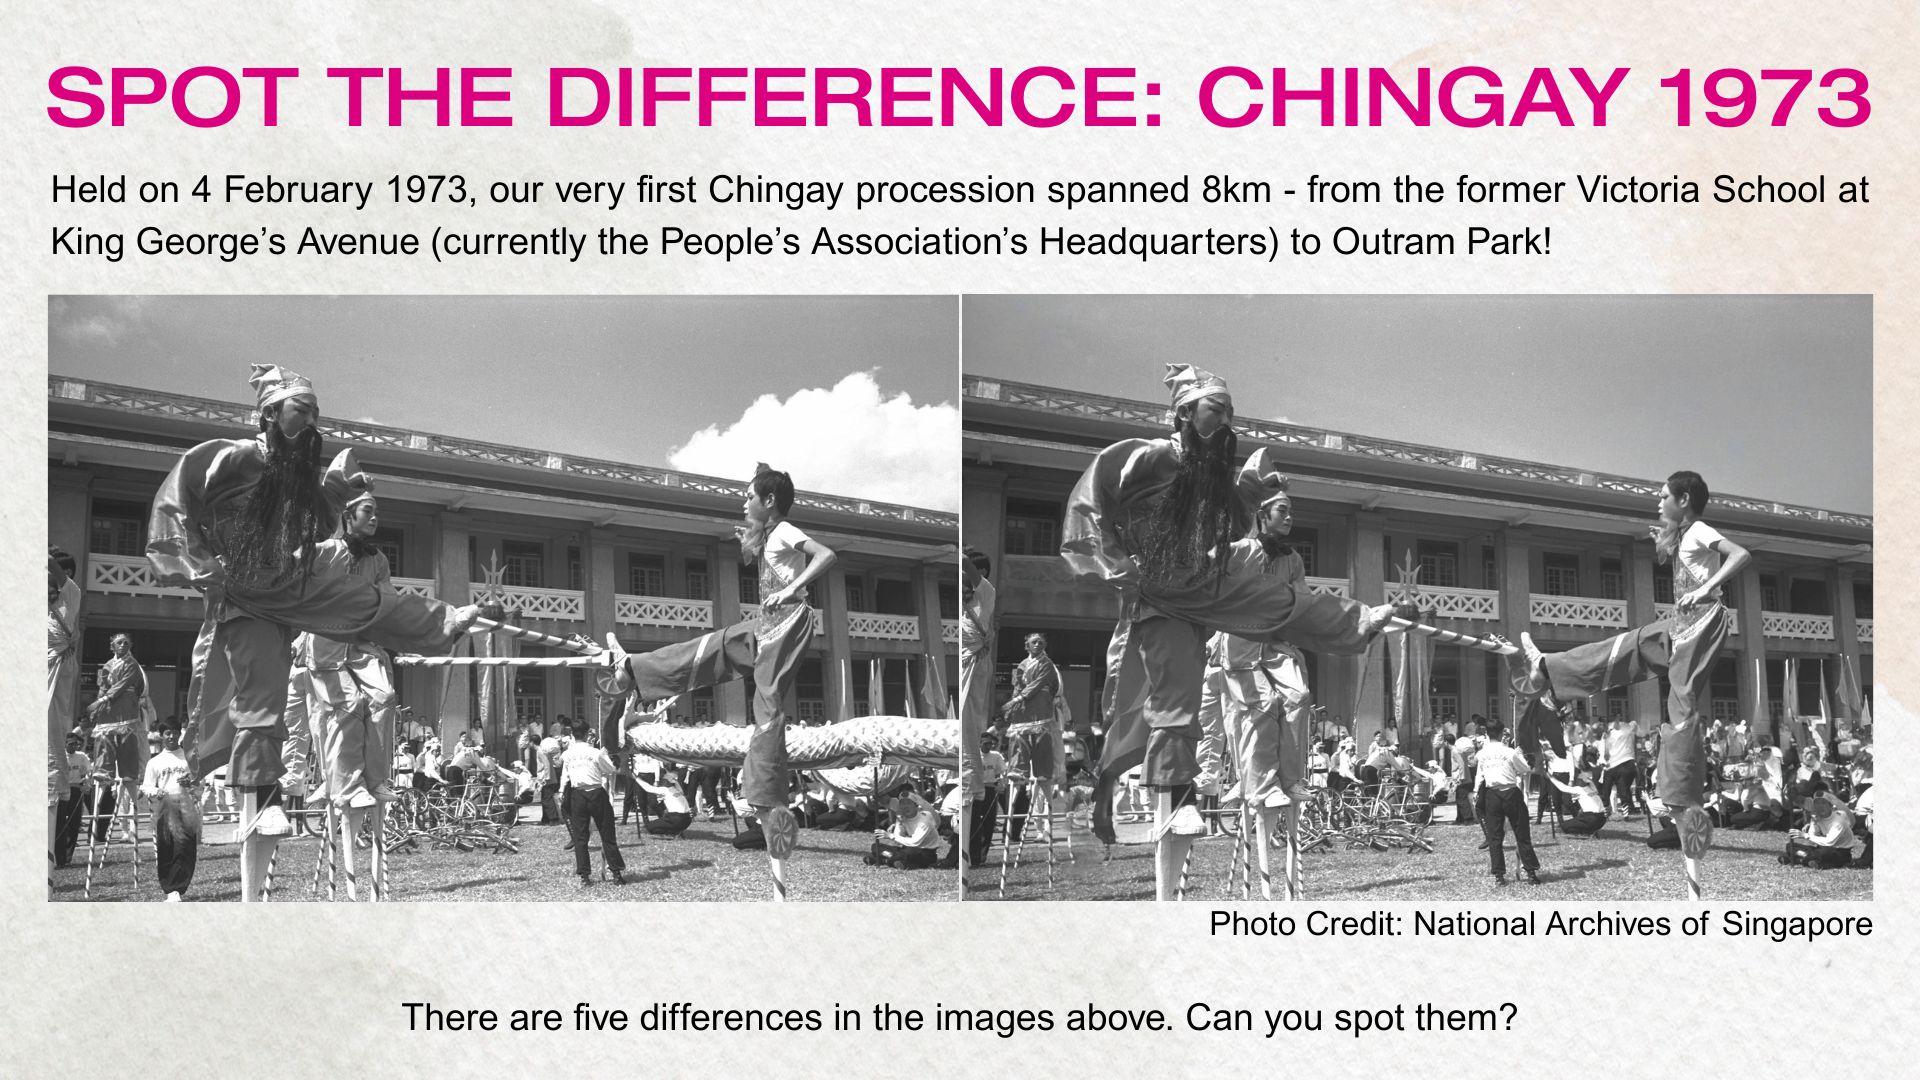 SPOT THE DIFFERENCE: CHINGAY 1973
Held on 4 February 1973, our very first Chingay procession spanned 8km - from the former Victoria School at
King George’s Avenue (currently the People’s Association’s Headquarters) to Outram Park!
Photo Credit: National Archives of Singapore
There are five differences in the images above. Can you spot them?